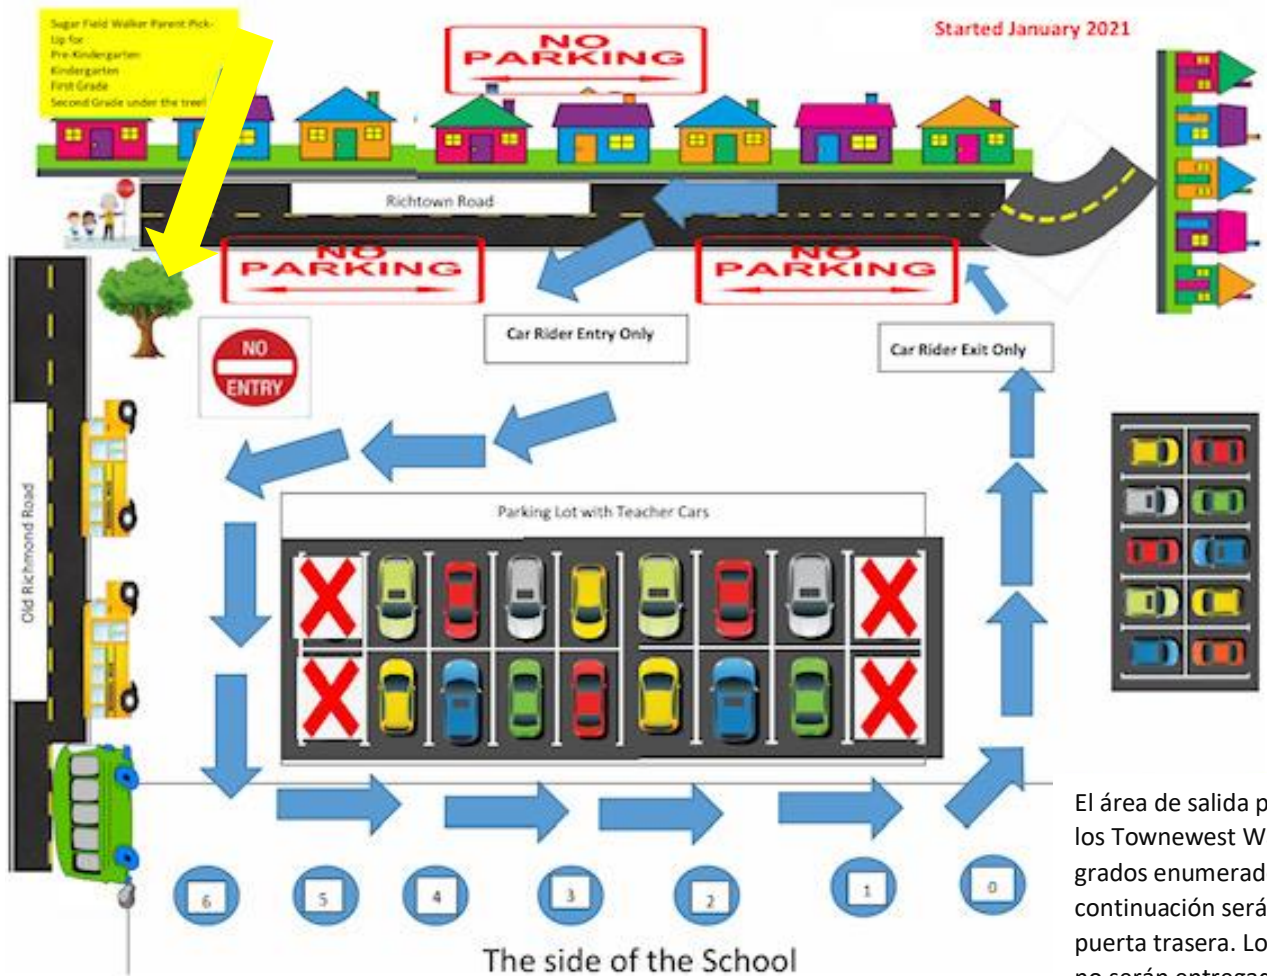 Sugar Field Walker Parent Pick-
Up for
Pre-Kindergarten
Kindergarten
First Grade
Second Grade under the tree!
NO
PARKING
Started January 2021
Richtown Road
NO
PARKING
NO
PARKING
NO
ENTRY
Car Rider Entry Only
Car Rider Exit Only
Old Richmond Road
Parking Lot with Teacher Cars
6
5
4
3
2
1
0
The side of the School
El área de salida p
los Townewest W
grados enumerad
continuación será
puerta trasera. Lo